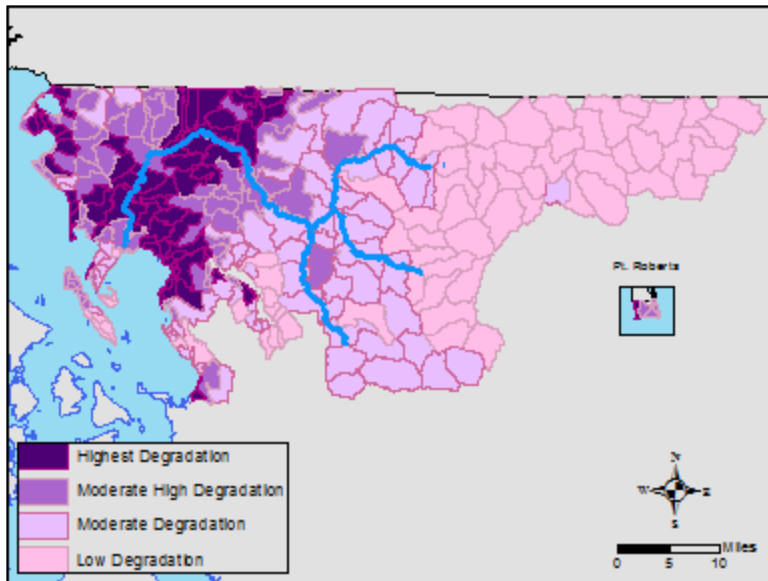 Pt. Roberts
Highest Degradation
Moderate High Degradation
Moderate Degradation
Low Degradation
N
W E
S
Miles
0 5 10